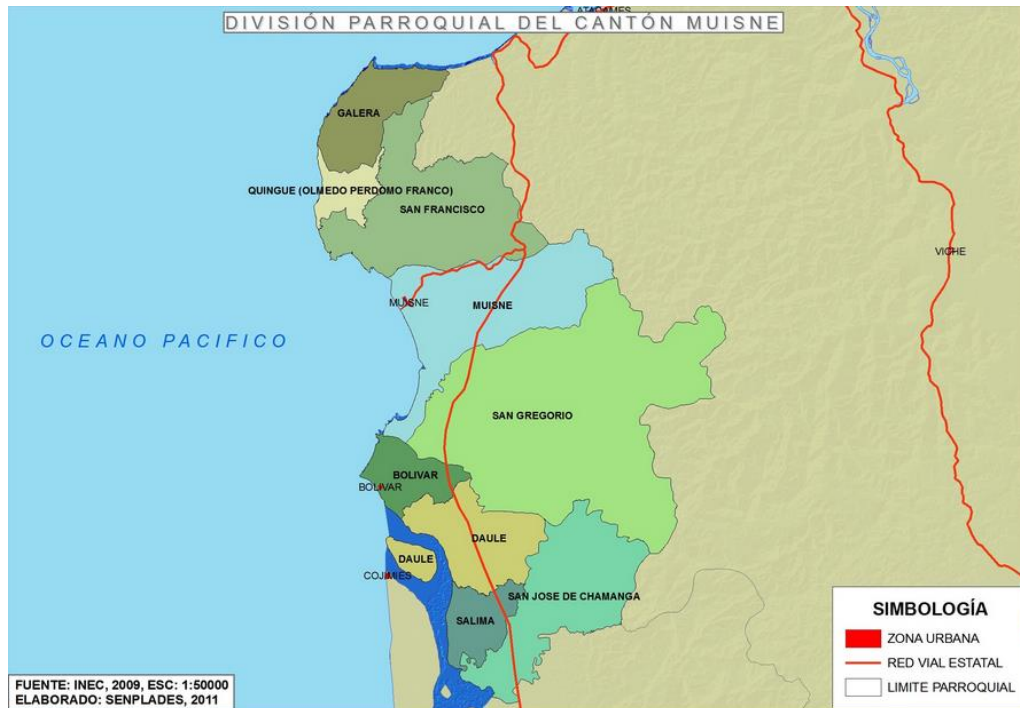 ATACAMES
DIVISIÓN PARROQUIAL DEL CANTÓN MUISNE
GALERA
QUINGUE (OLMEDO PERDOMO FRANCO)
SAN FRANCISCO
VICHE
MUISNE
MUISNE
OCEANO PACIFICO
SAN GREGORIO
BOLIVAR
BOLIVAR
DAULE
DAULE
COJIMIES
SAN JOSE DE CHAMANGA
SALIMA
SIMBOLOGÍA
ZONA URBANA
RED VIAL ESTATAL
LIMITE PARROQUIAL
FUENTE: INEC, 2009, ESC: 1:50000
ELABORADO: SENPLADES, 2011